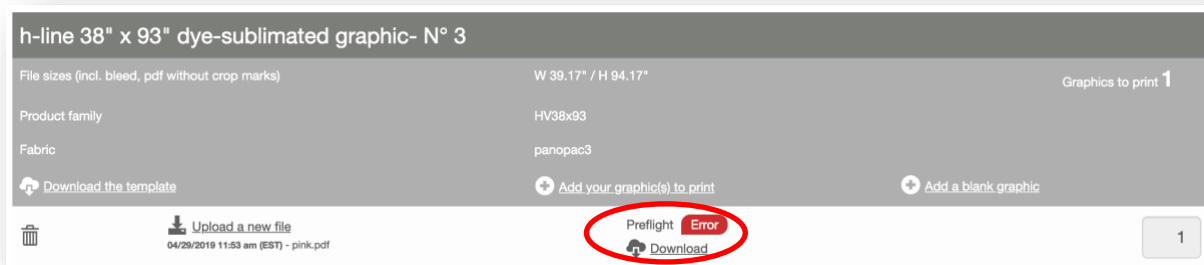 h-line 38" x 93" dye-sublimated graphic- N° 3
File sizes (incl. bleed, pdf without crop marks) W 39.17" / H 94.17" Graphics to print 1
Product family HV38x93
Fabric panopac3
Download the template Add your graphic(s) to print Add a blank graphic
Upload a new file Preflight Error
04/29/2019 11:53 am (EST) - pink.pdf Download 1